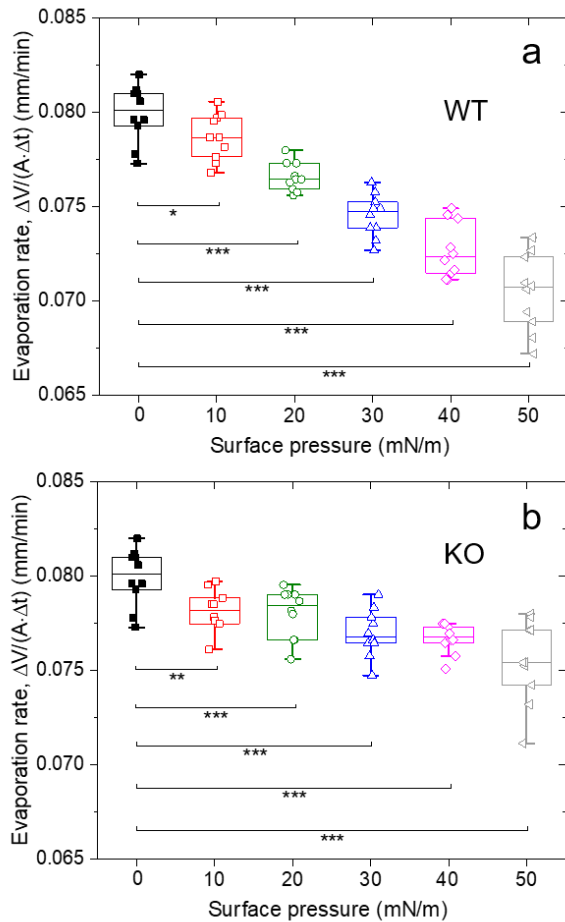 a
WT
Evaporation rate, ΔV/(A·Δt) (mm/min)
0.085
0.080
0.075
0.070
0.065
*
***
***
***
***
0 10 20 30 40 50
Surface pressure (mN/m)
b
KO
Evaporation rate, ΔV/(A·Δt) (mm/min)
0.085
0.080
0.075
0.070
0.065
**
***
***
***
***
0 10 20 30 40 50
Surface pressure (mN/m)